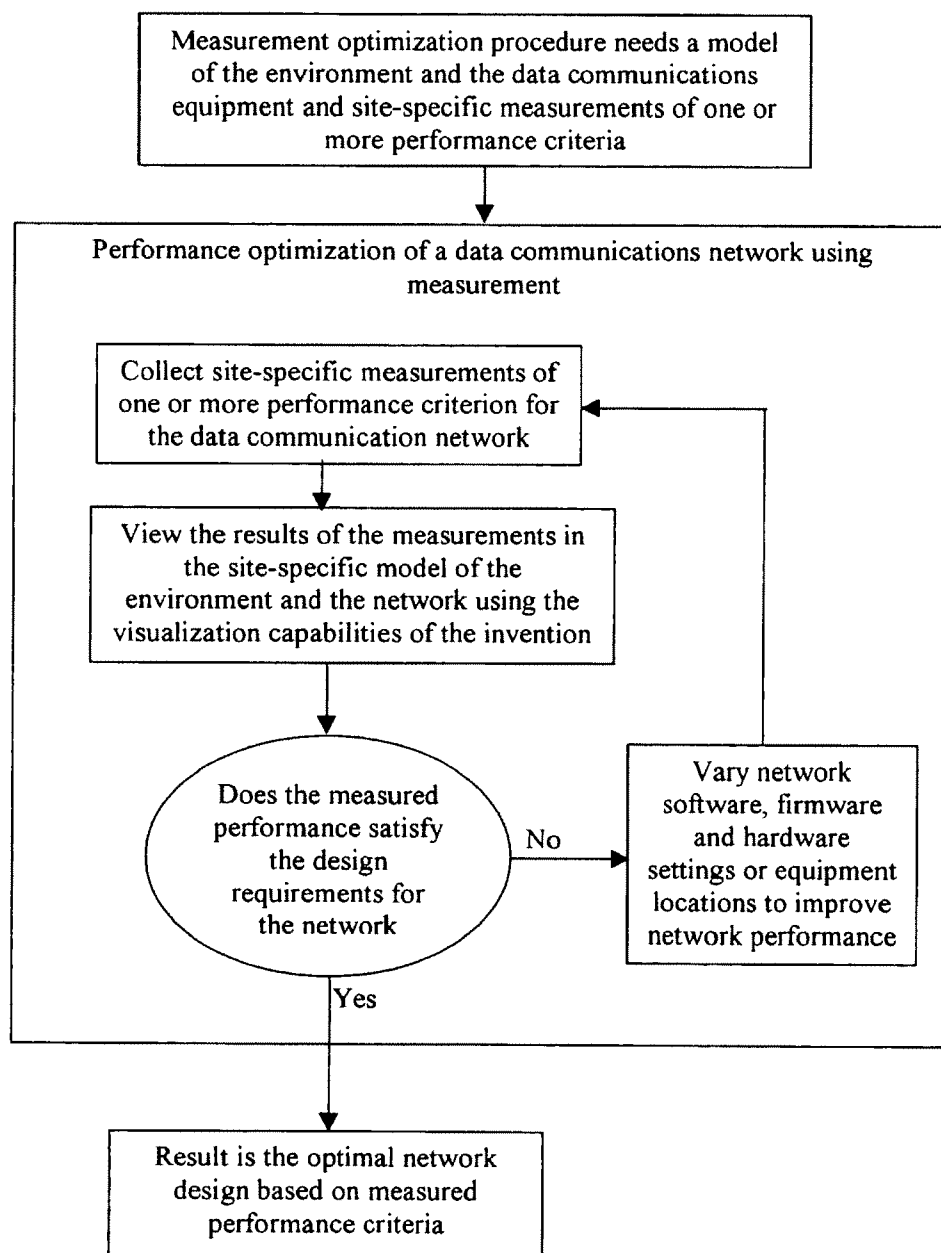 Measurement optimization procedure needs a model
of the environment and the data communications
equipment and site-specific measurements of one or
more performance criteria
Performance optimization of a data communications network using
measurement
Collect site-specific measurements of
one or more performance criterion for
the data communication network
View the results of the measurements in
the site-specific model of the
environment and the network using the
visualization capabilities of the invention
Does the measured
performance satisfy
the design
requirements for
the network
No
Vary network
software, firmware
and hardware
settings or equipment
locations to improve
network performance
Yes
Result is the optimal network
design based on measured
performance criteria